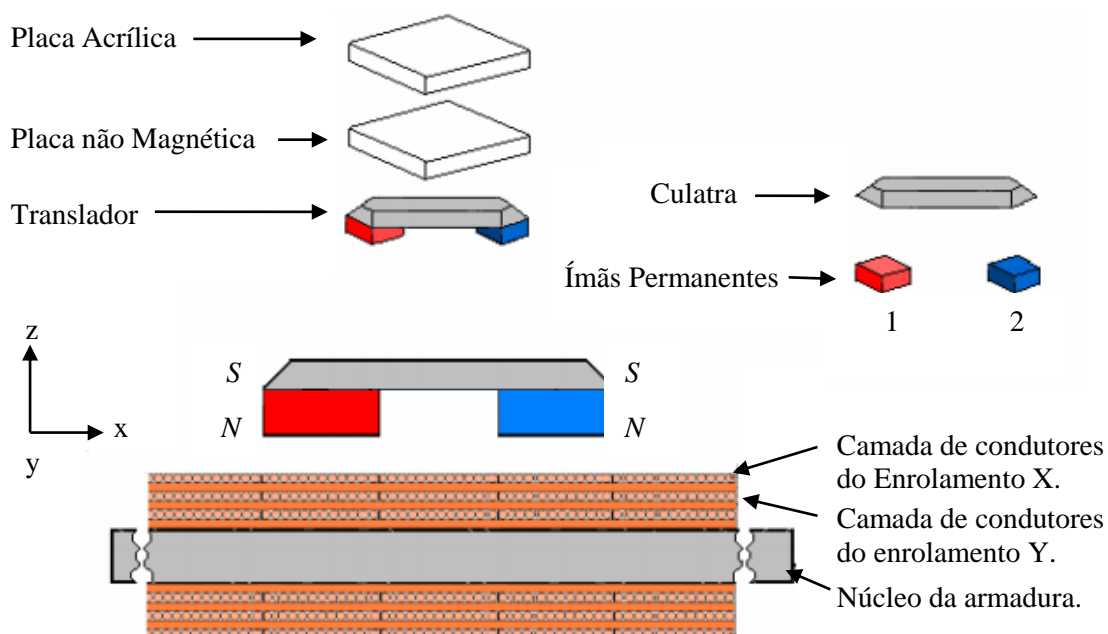 Placa Acrílica
Placa não Magnética
Translador
Culatra
Ímãs Permanentes
1 2
z
x
y
S S
N N
Camada de condutores
do Enrolamento X.
Camada de condutores
do enrolamento Y.
Núcleo da armadura.